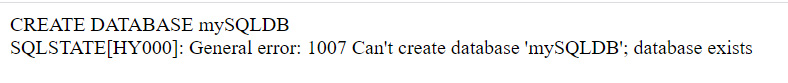 CREATE DATABASE mySQLDB
SQLSTATE[HY000]: General error: 1007 Can't create database 'mySQLDB'; database exists